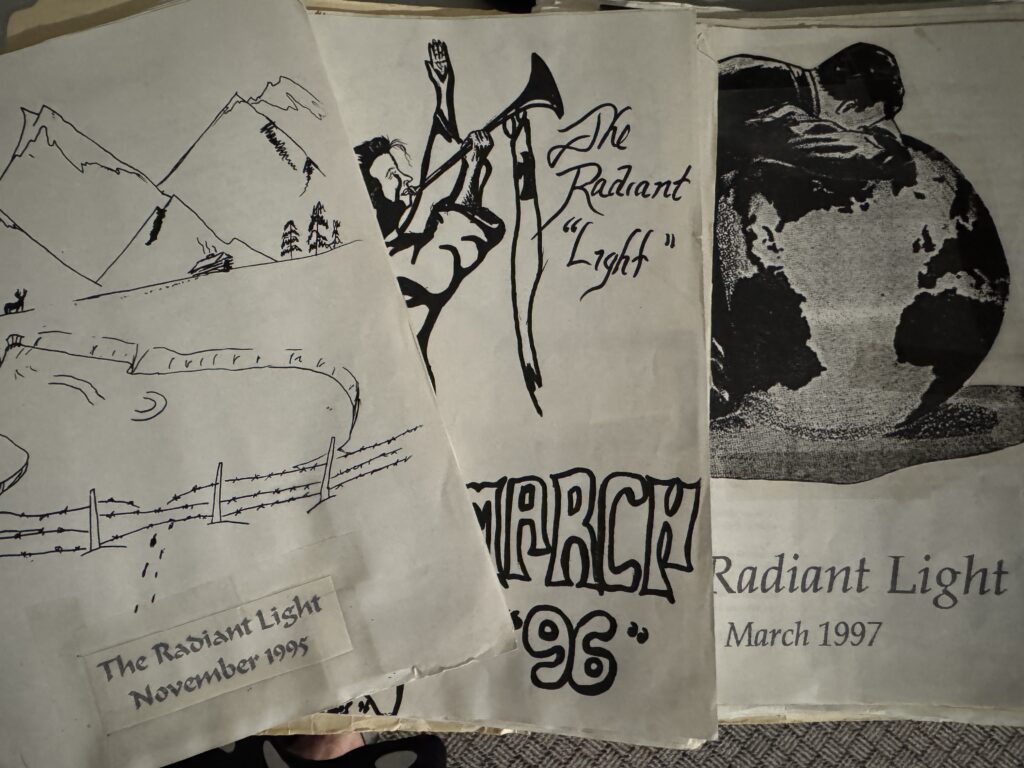 The Radiant Light
November 1995
The
Radiant
"Light"
MARCH
"96"
Radiant Light
March 1997